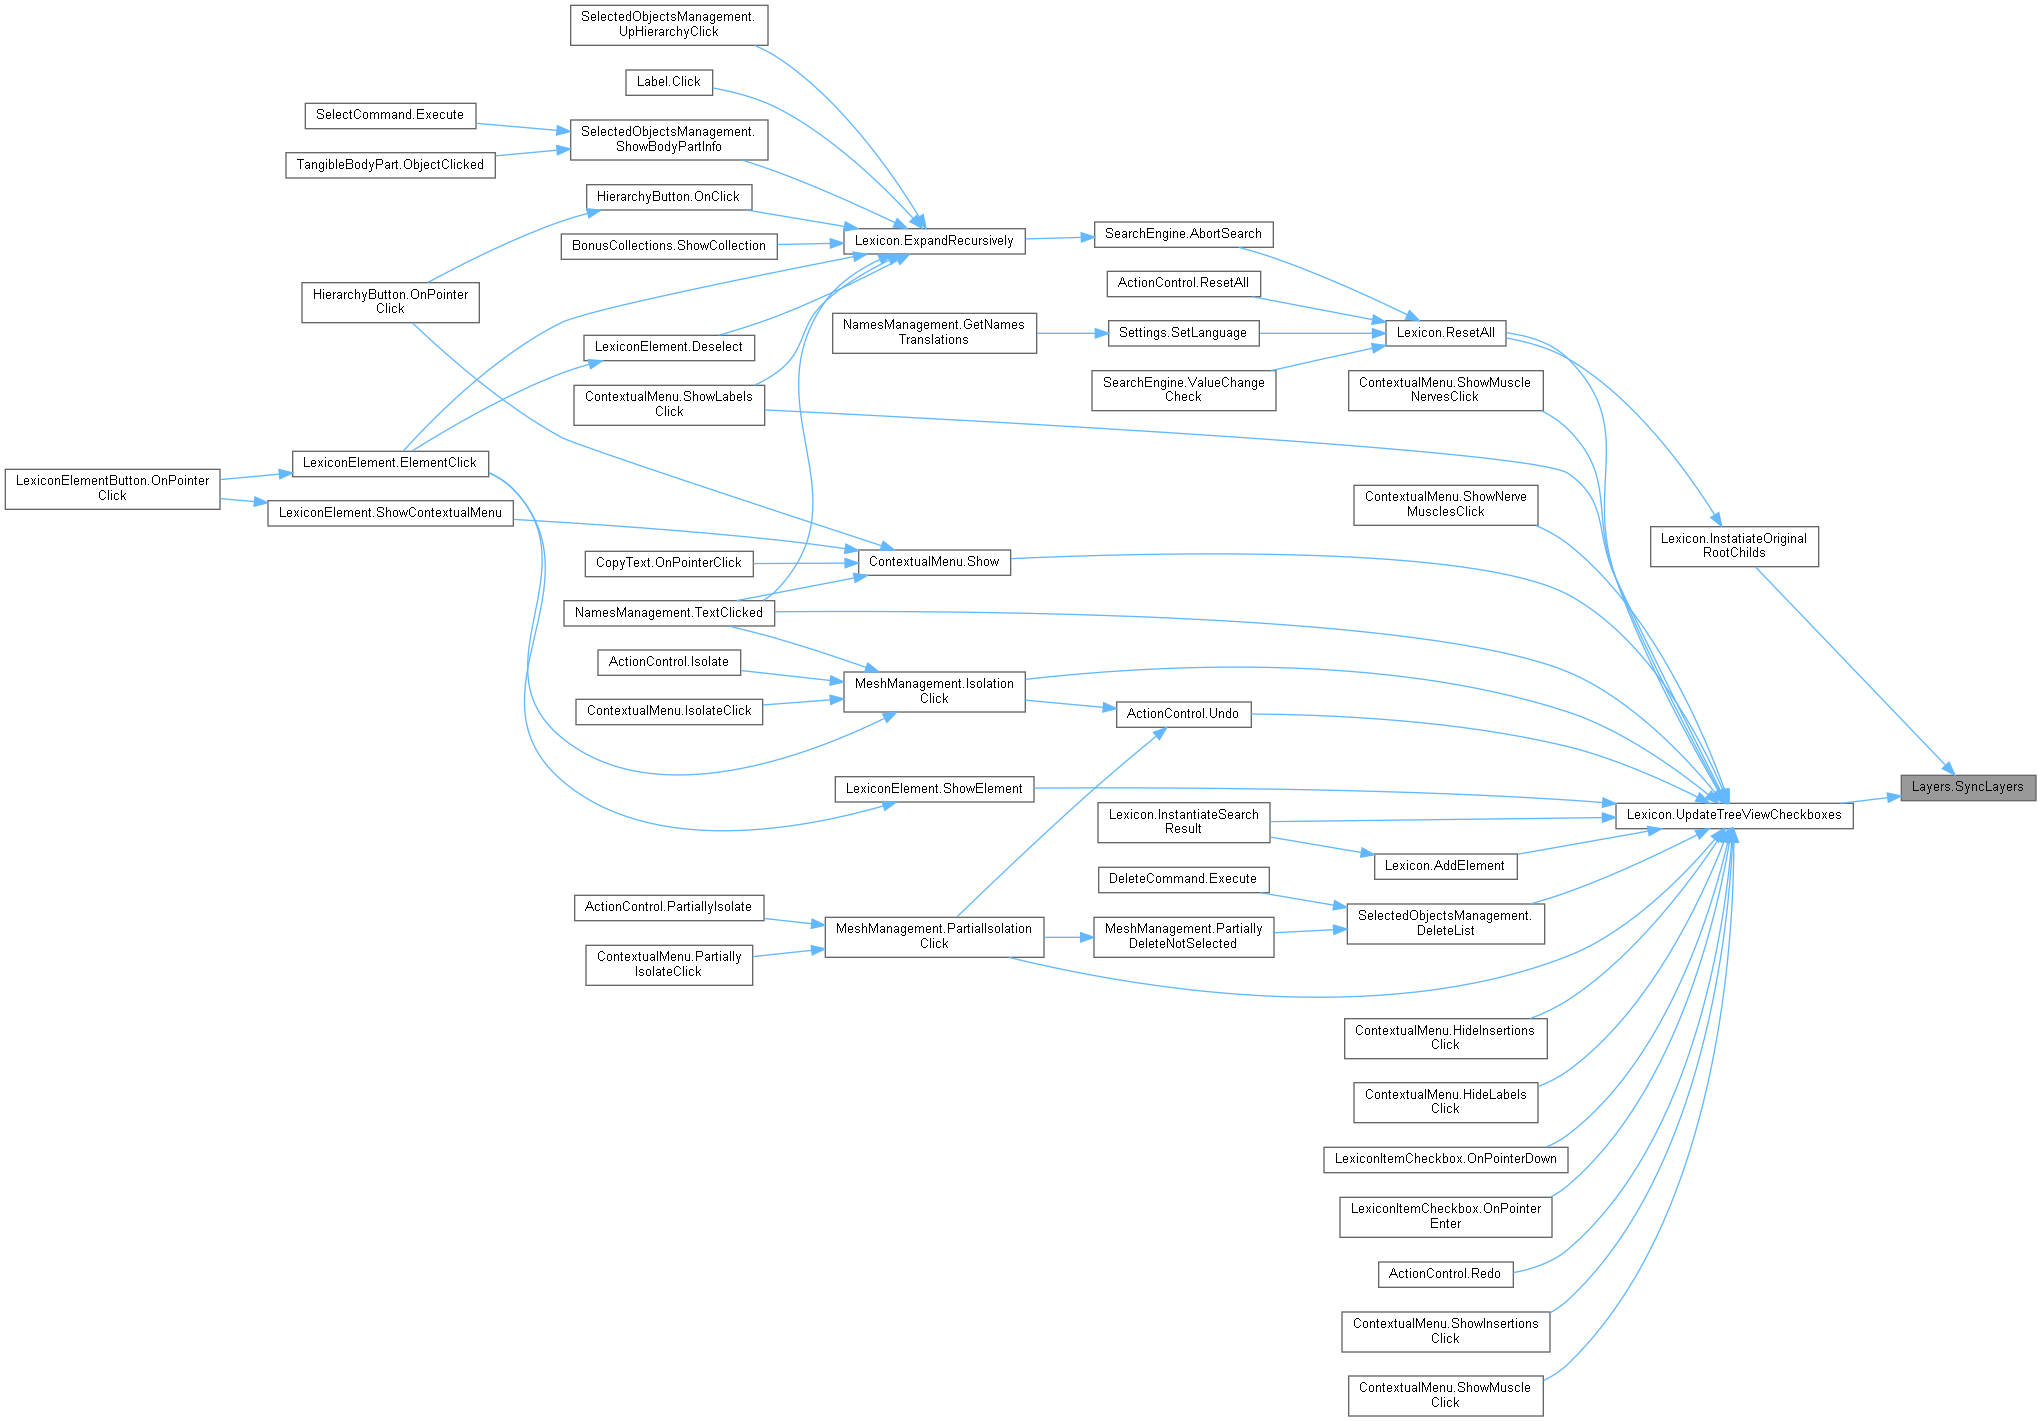 SelectedObjectsManagement.
UpHierarchyClick
Label.Click
SelectCommand.Execute
SelectedObjectsManagement.
ShowBodyPartInfo
TangibleBodyPart.ObjectClicked
HierarchyButton.OnClick
BonusCollections.ShowCollection
Lexicon.ExpandRecursively
SearchEngine.AbortSearch
ActionControl.ResetAll
HierarchyButton.OnPointer
Click
NamesManagement.GetNames
Translations
Settings.SetLanguage
Lexicon.ResetAll
LexiconElement.Deselect
SearchEngine.ValueChange
Check
ContextualMenu.ShowMuscle
NervesClick
ContextualMenu.ShowLabels
Click
LexiconElement.ElementClick
LexiconElementButton.OnPointer
Click
LexiconElement.ShowContextualMenu
ContextualMenu.ShowNerve
MusclesClick
Lexicon.InstatiateOriginal
RootChilds
CopyText.OnPointerClick
ContextualMenu.Show
NamesManagement.TextClicked
ActionControl.Isolate
MeshManagement.Isolation
Click
ContextualMenu.IsolateClick
ActionControl.Undo
LexiconElement.ShowElement
Layers.SyncLayers
Lexicon.InstantiateSearch
Result
Lexicon.UpdateTreeViewCheckboxes
Lexicon.AddElement
DeleteCommand.Execute
ActionControl.PartiallyIsolate
MeshManagement.PartialIsolation
Click
MeshManagement.Partially
DeleteNotSelected
SelectedObjectsManagement.
DeleteList
ContextualMenu.Partially
IsolateClick
ContextualMenu.HideInsertions
Click
ContextualMenu.HideLabels
Click
LexiconItemCheckbox.OnPointerDown
LexiconItemCheckbox.OnPointer
Enter
ActionControl.Redo
ContextualMenu.ShowInsertions
Click
ContextualMenu.ShowMuscle
Click